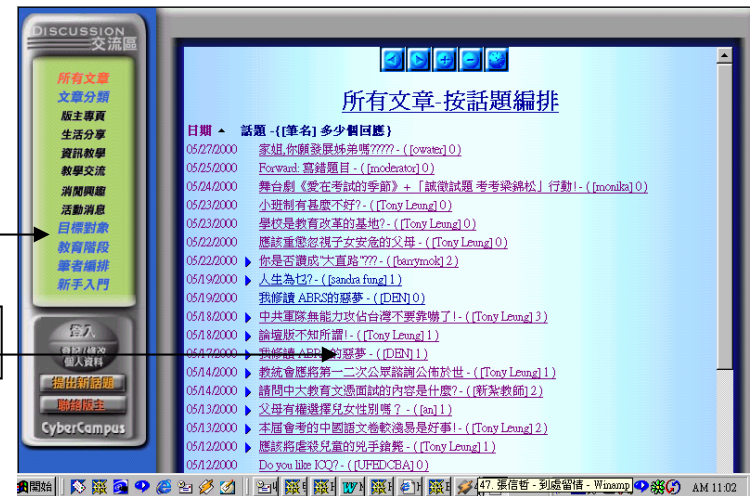 DISCUSSION
交流區
所有文章
文章分類
版主專頁
生活分享
資訊教學
教學交流
消閒興趣
活動消息
目標對象
教育階段
筆者編排
新手入門
登入
登記/修改
個人資料
提出新話題
聯絡版主
CyberCampus
所有文章-按話題編排
日期 話題 -{[筆名] 多少個回應}
05/27/2000 家姐,你願發展姊弟嗎????? - ( [owater] 0 )
05/25/2000 Forward: 寫錯題目 - ( [moderator] 0 )
05/24/2000 舞台劇《愛在考試的季節》+「誠徵試題 考考梁錦松」行動! - ( [monika] 0 )
05/23/2000 小班制有甚麼不好? - ( [Tony Leung] 0 )
05/23/2000 學校是教育改革的基地? - ( [Tony Leung] 0 )
05/22/2000 應該重懲忽視子女安危的父母 - ( [Tony Leung] 0 )
05/22/2000 你是否讚成"大直路"??? - ( [barrymok] 2 )
05/19/2000 人生為乜? - ( [sandra fung] 1 )
05/19/2000 我修讀 ABRS的惡夢 - ( [DEN] 0 )
05/18/2000 中共軍隊無能力攻佔台灣不要靠嚇了! - ( [Tony Leung] 3 )
05/18/2000 論壇版不知所謂! - ( [Tony Leung] 1 )
05/17/2000 我修讀 ABRS的惡夢 - ( [DEN] 1 )
05/14/2000 教統會應將第一二次公眾諮詢公佈於世 - ( [Tony Leung] 1 )
05/14/2000 請問中大教育文憑面試的內容是什麼? - ( [新紮教師] 2 )
05/13/2000 父母有權選擇兒女性別嗎？ - ( [an] 1 )
05/13/2000 本屆會考的中國語文卷較淺易是好事! - ( [Tony Leung] 2 )
05/12/2000 應該將虐殺兒童的兇手鎗斃 - ( [Tony Leung] 1 )
05/12/2000 Do you like ICQ? - ( [UFEDCBA] 0 )
開始
47. 張信哲 - 到處留情 - Winamp
AM 11:02